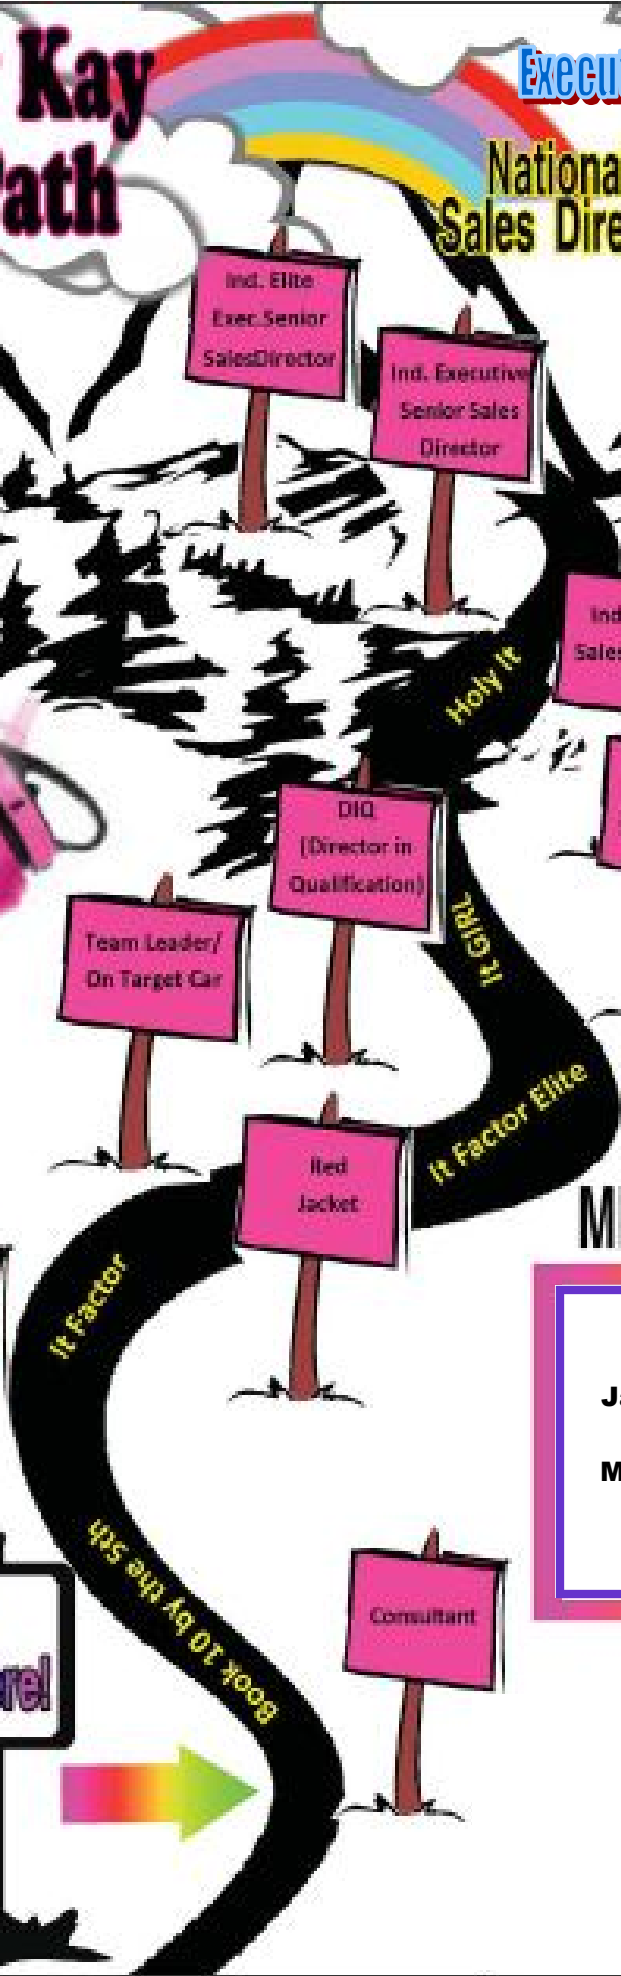 Kay
Path
Execu
Nationa
Sales Dire
Ind. Elite
Exec.Senior
SalesDirector
Ind. Executive
Senior Sales
Director
Ind
Sales
Holy It
DIQ
(Director in
Qualification)
It GIRL
Team Leader/
On Target Car
It Factor Elite
Red
Jacket
It Factor
M
Ja
M
Book 10 by the 5th
Consultant
re!